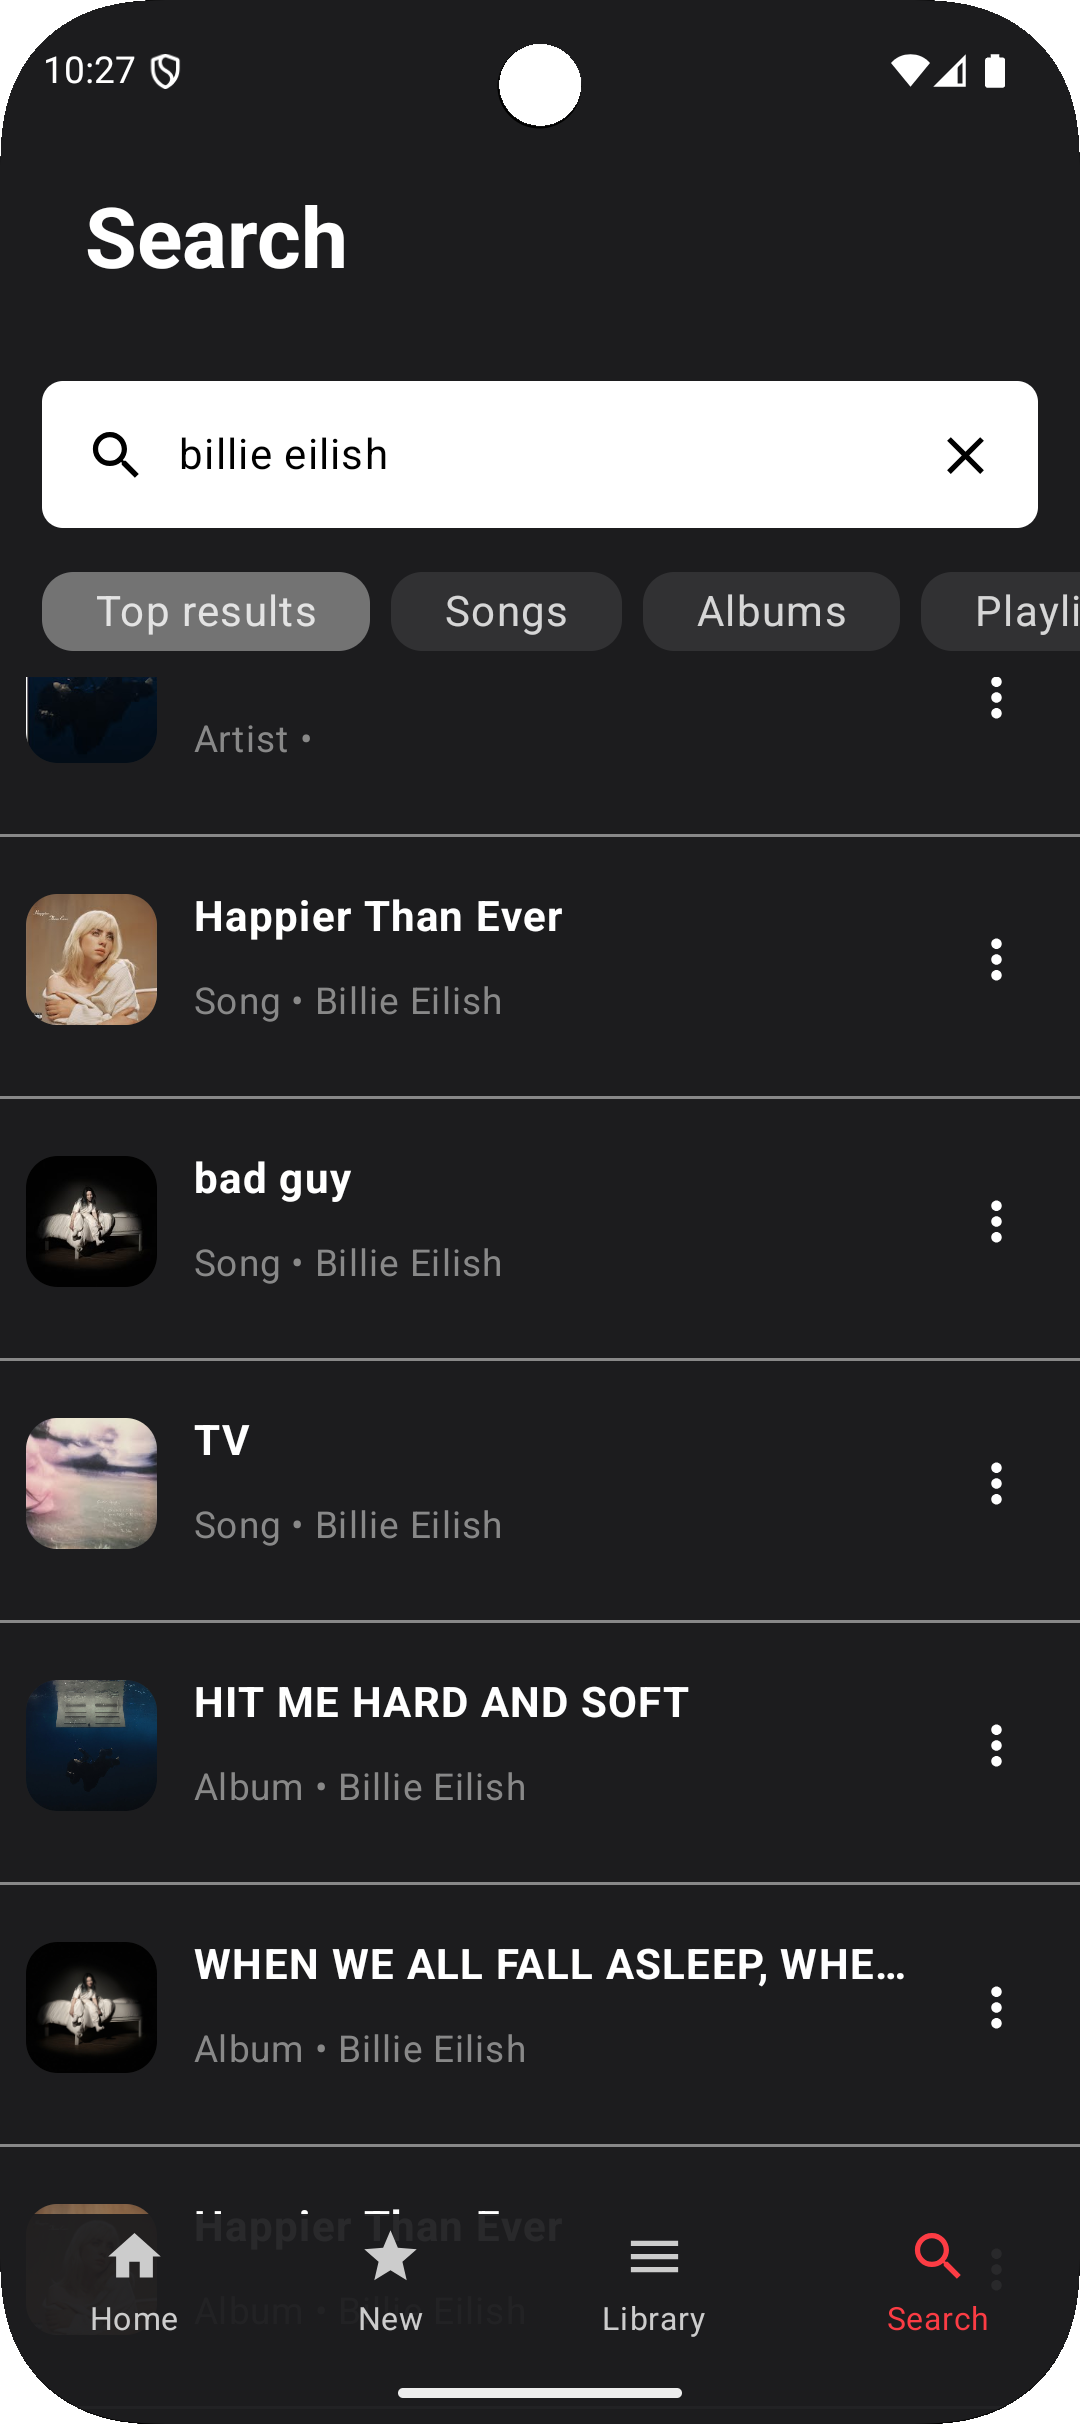 10:27
Search
billie eilish
Top results
Songs
Albums
Playli
Artist •
Happier Than Ever
Song • Billie Eilish
bad guy
Song • Billie Eilish
TV
Song • Billie Eilish
HIT ME HARD AND SOFT
Album • Billie Eilish
WHEN WE ALL FALL ASLEEP, WHE...
Album • Billie Eilish
Happier Than Ever
Album • Billie Eilish
Home
New
Library
Search